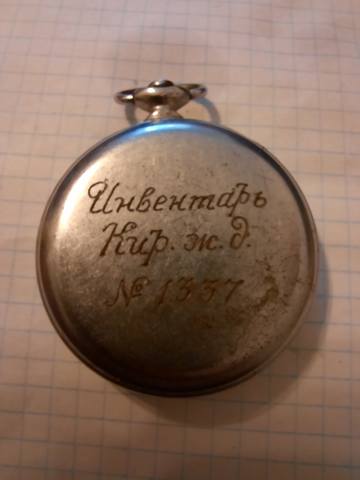 Инвентарь
Кир. ж. д.
№ 1337